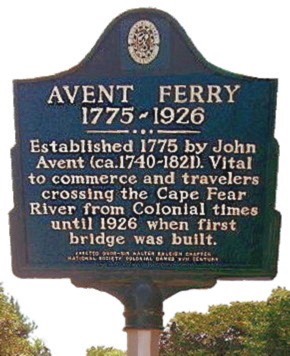 AVENT FERRY
1775~1926
Established 1775 by John
Avent (ca.1740-1821). Vital
to commerce and travelers
crossing the Cape Fear
River from Colonial times
until 1926 when first
bridge was built.
ERECTED 2005-SIR WALTER RALEIGH CHAPTER
NATIONAL SOCIETY COLONIAL DAMES XVII CENTURY